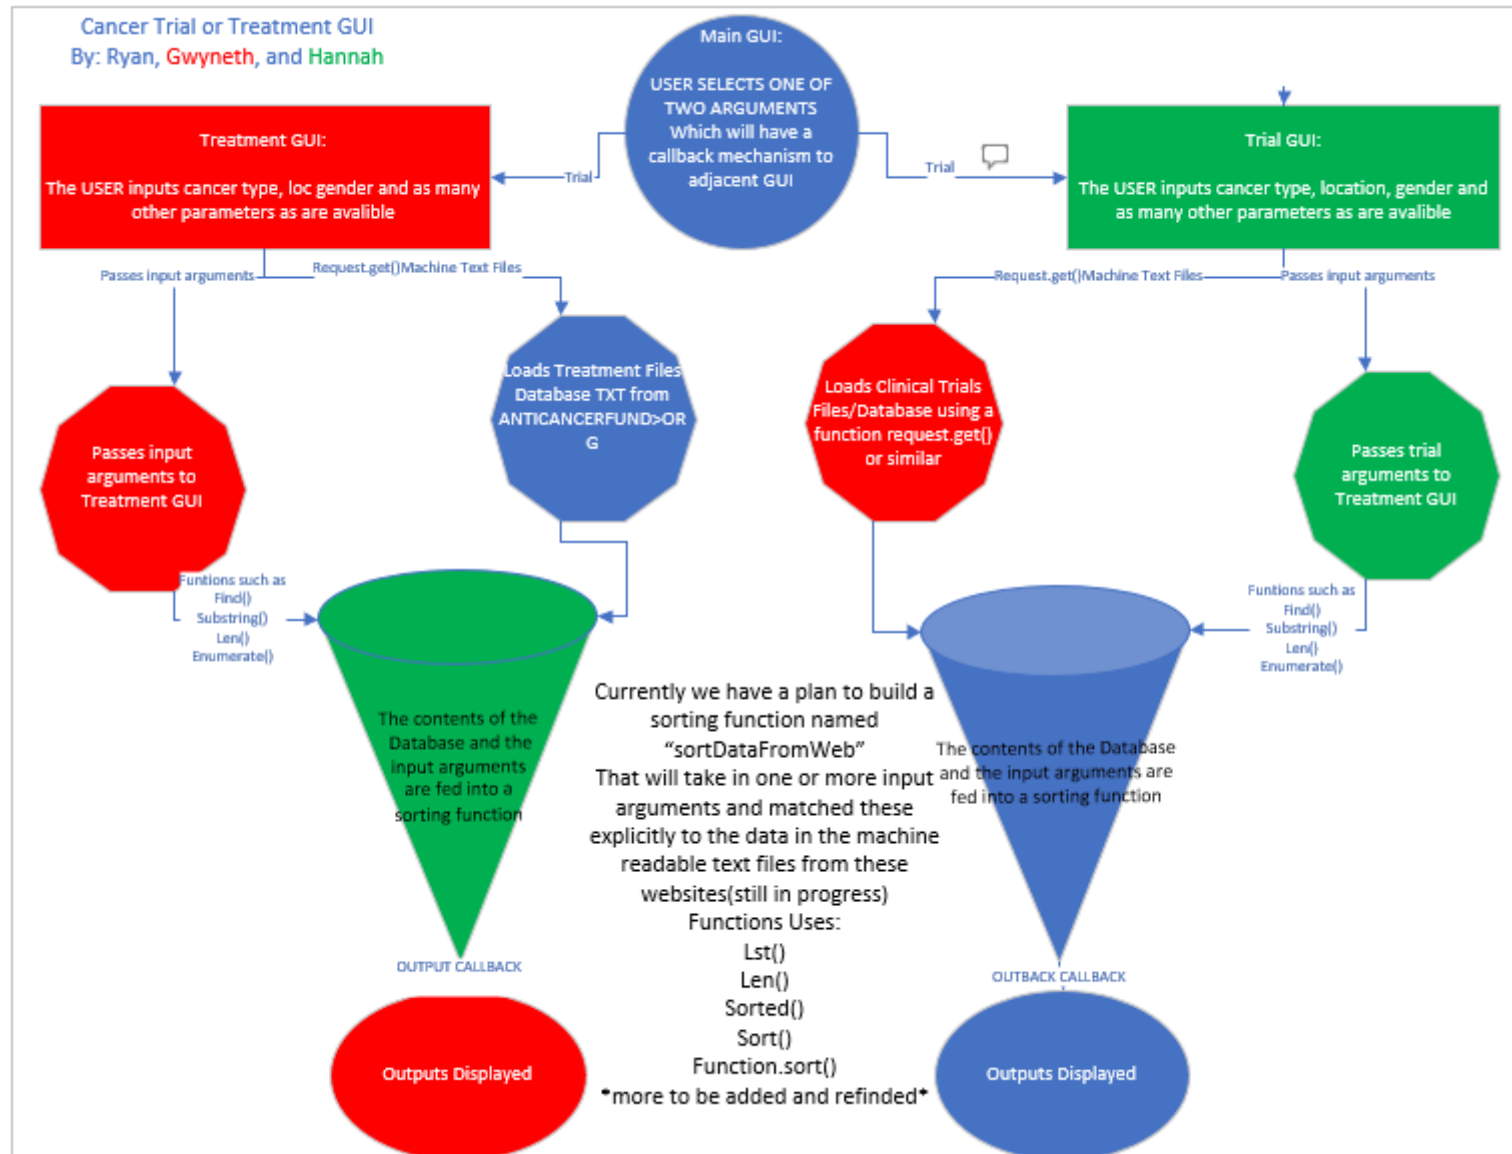 Cancer Trial or Treatment GUI
By: Ryan, Gwyneth, and Hannah
Main GUI:
USER SELECTS ONE OF
TWO ARGUMENTS
Which will have a
callback mechanism to
adjacent GUI
Treatment GUI:
The USER inputs cancer type, loc gender and as many
other parameters as are avalible
Trial
Trial
Trial GUI:
The USER inputs cancer type, location, gender and
as many other parameters as are avalible
Passes input arguments
Request.get()Machine Text Files
Request.get()Machine Text Files
Passes input arguments
Passes input
arguments to
Treatment GUI
Loads Treatment Files
Database TXT from
ANTICANCERFUND>OR
G
Loads Clinical Trials
Files/Database using a
function request.get()
or similar
Passes trial
arguments to
Treatment GUI
Funtions such as
Find()
Substring()
Len()
Enumerate()
Funtions such as
Find()
Substring()
Len()
Enumerate()
The contents of the
Database and the
input arguments
are fed into a
sorting function
Currently we have a plan to build a
sorting function named
“sortDataFromWeb”
That will take in one or more input
arguments and matched these
explicitly to the data in the machine
readable text files from these
websites(still in progress)
Functions Uses:
Lst()
Len()
Sorted()
Sort()
Function.sort()
*more to be added and refinded*
The contents of the Database
and the input arguments are
fed into a sorting function
OUTPUT CALLBACK
OUTBACK CALLBACK
Outputs Displayed
Outputs Displayed